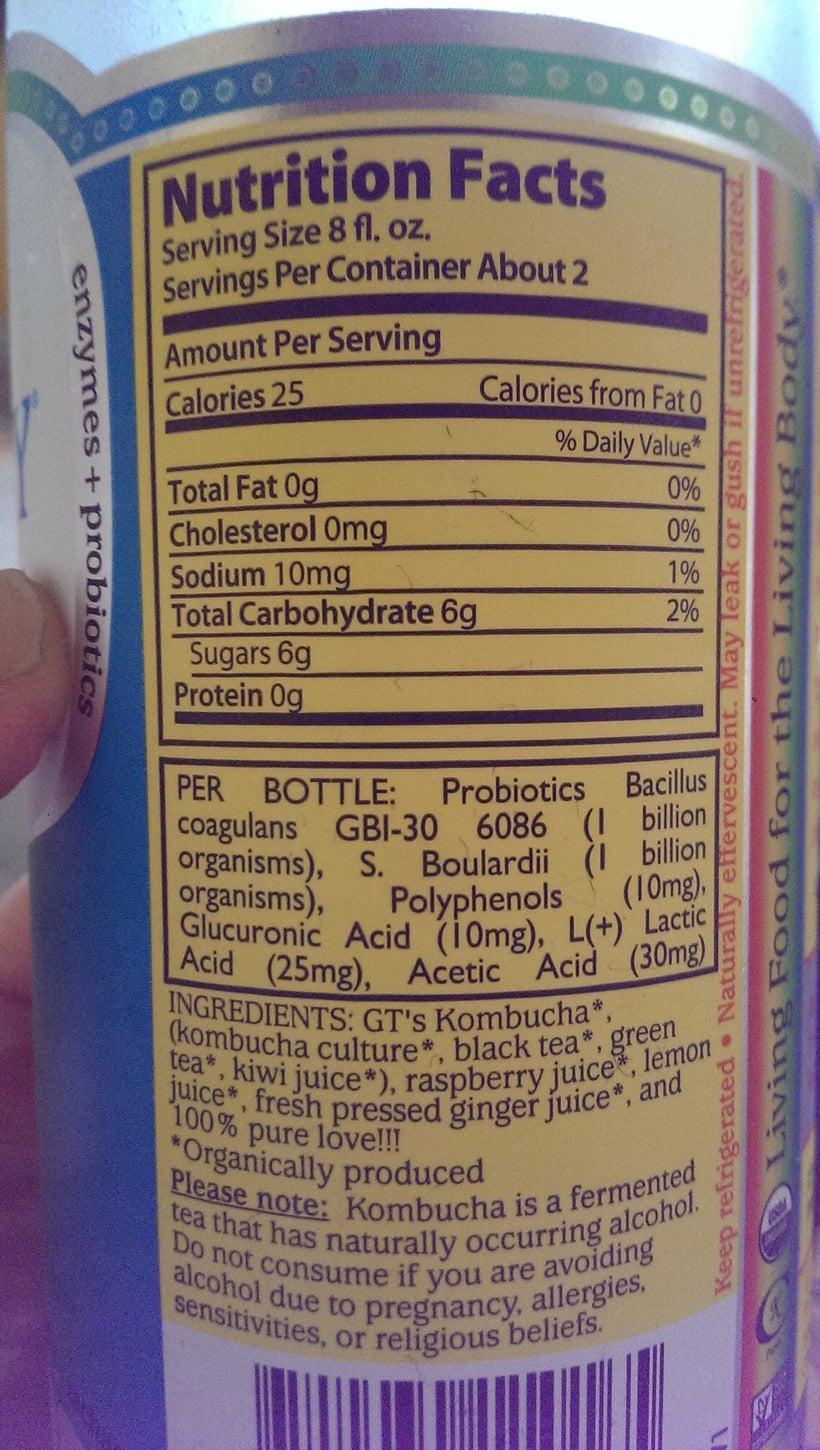 Nutrition Facts
Serving Size 8 fl. oz.
Servings Per Container About 2
Amount Per Serving
Calories 25 Calories from Fat 0
% Daily Value*
Total Fat 0g 0%
Cholesterol 0mg 0%
Sodium 10mg 1%
Total Carbohydrate 6g 2%
Sugars 6g
Protein 0g
PER BOTTLE: Probiotics Bacillus
coagulans GBI-30 6086 (1 billion
organisms), S. Boulardii (1 billion
organisms), Polyphenols (10mg),
Glucuronic Acid (10mg), L(+) Lactic
Acid (25mg), Acetic Acid (30mg)
INGREDIENTS: GT's Kombucha*,
(kombucha culture*, black tea*, green
tea*, kiwi juice*), raspberry juice*, lemon
juice*, fresh pressed ginger juice*, and
100% pure love!!!
*Organically produced
Please note: Kombucha is a fermented
tea that has naturally occurring alcohol.
Do not consume if you are avoiding
alcohol due to pregnancy, allergies,
sensitivities, or religious beliefs.
enzymes + probiotics
Y
Keep refrigerated • Naturally effervescent. May leak or gush if unrefrigerated.
Living Food for the Living Body®
USDA